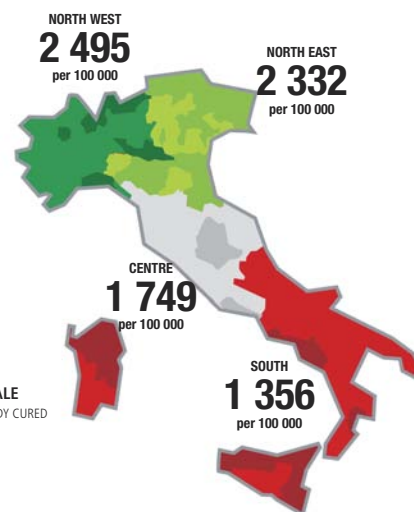 NORTH WEST
2 495
per 100 000
NORTH EAST
2 332
per 100 000
CENTRE
1 749
per 100 000
SOUTH
1 356
per 100 000